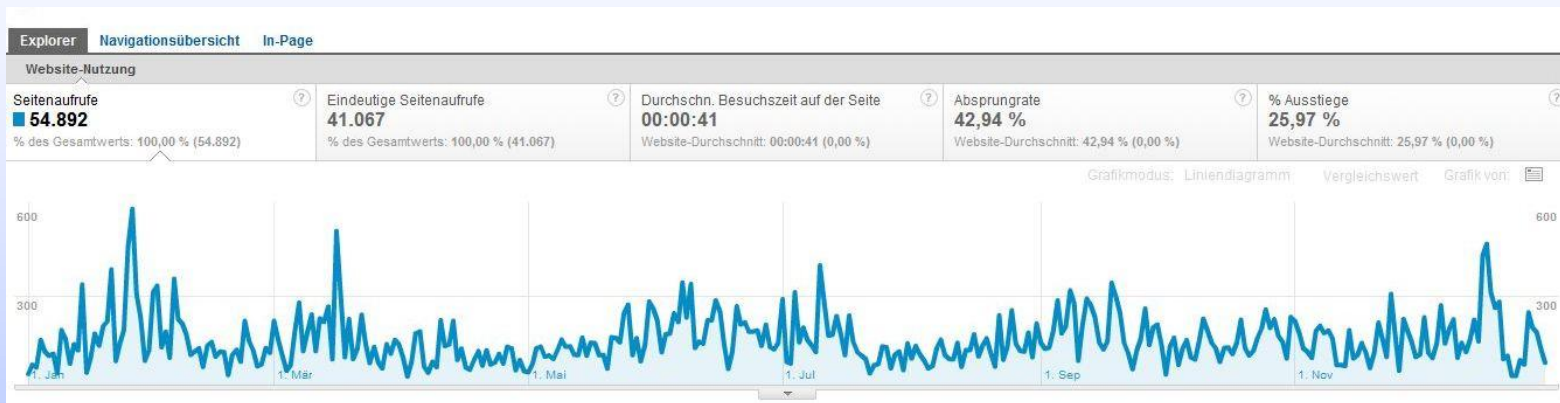 Explorer Navigationsübersicht In-Page
Website-Nutzung
Seitenaufrufe ? Eindeutige Seitenaufrufe ? Durchschn. Besuchszeit auf der Seite ? Absprungrate ? % Ausstiege ?
54.892 41.067 00:00:41 42,94 % 25,97 %
% des Gesamtwerts: 100,00 % (54.892) % des Gesamtwerts: 100,00 % (41.067) Website-Durchschnitt: 00:00:41 (0,00 %) Website-Durchschnitt: 42,94 % (0,00 %) Website-Durchschnitt: 25,97 % (0,00 %)
Grafikmodus: Liniendiagramm Vergleichswert Grafik von:
600 600
300 300
1. Jan 1. Mär 1. Mai 1. Jul 1. Sep 1. Nov